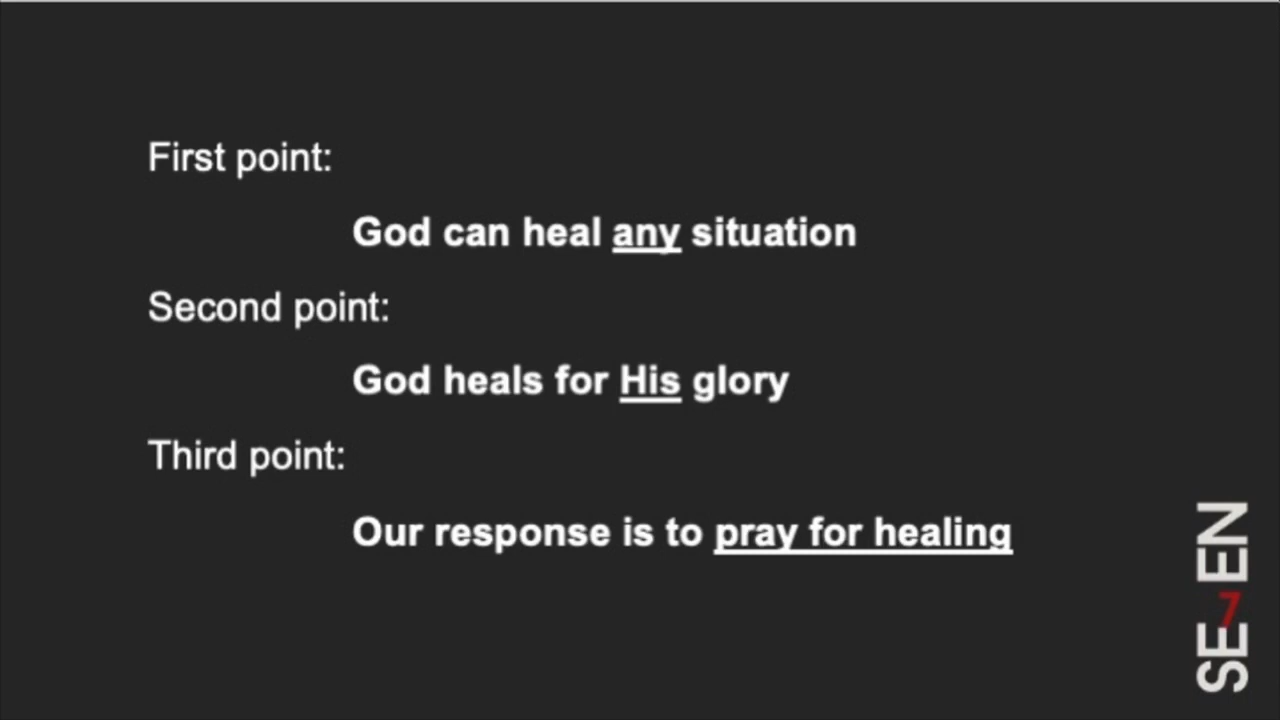 First point:
God can heal any situation
Second point:
God heals for His glory
Third point:
Our response is to pray for healing
SE7EN